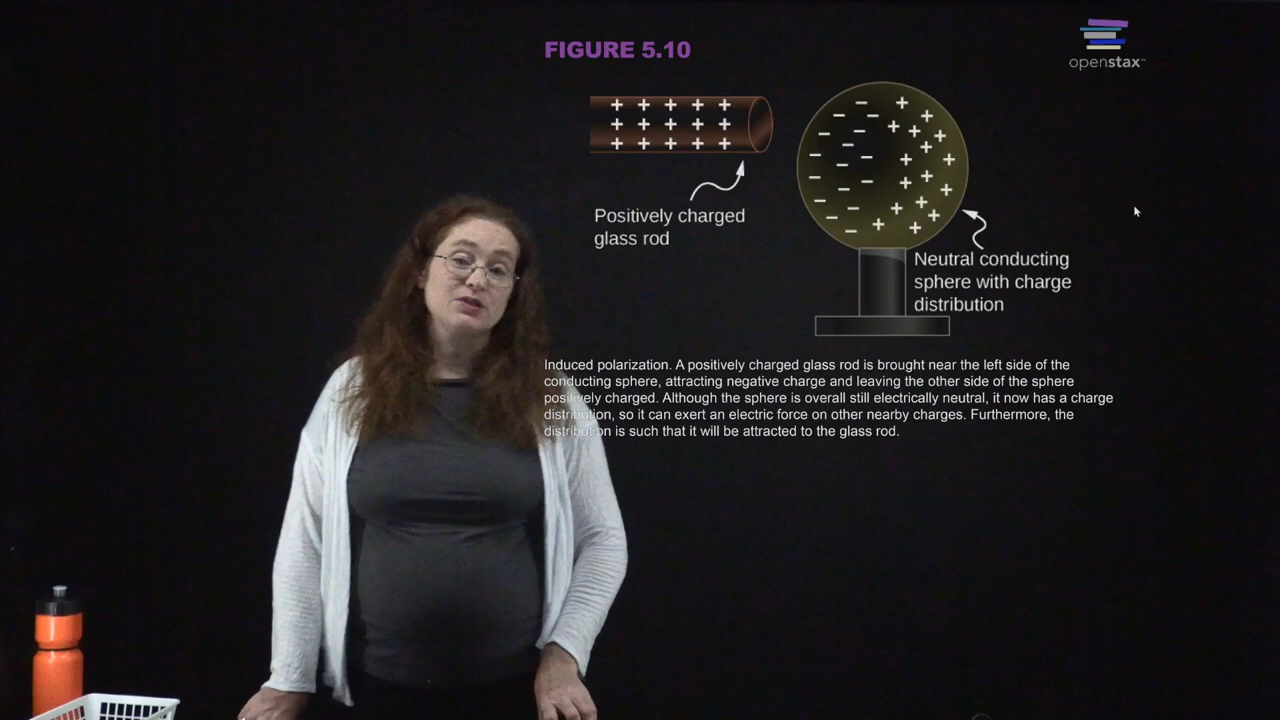 FIGURE 5.10
openstax™
Positively charged
glass rod
Neutral conducting
sphere with charge
distribution
Induced polarization. A positively charged glass rod is brought near the left side of the
conducting sphere, attracting negative charge and leaving the other side of the sphere
positively charged. Although the sphere is overall still electrically neutral, it now has a charge
distribution, so it can exert an electric force on other nearby charges. Furthermore, the
distribution is such that it will be attracted to the glass rod.